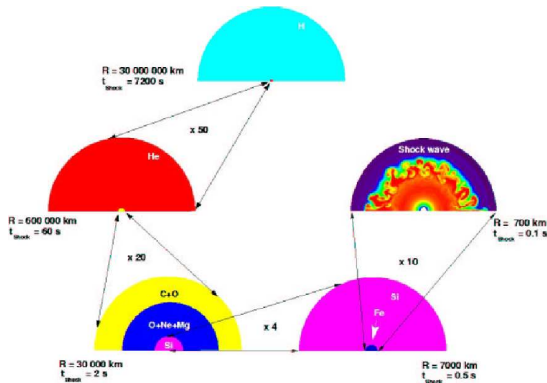 H
R = 30 000 000 km
t_Shock = 7200 s
x 50
He
Shock wave
R = 600 000 km
t_Shock = 60 s
R = 700 km
t_Shock = 0.1s
x 20
x 10
C+O
Si
Fe
O+Ne+Mg
x 4
Si
R = 30 000 km
t_Shock = 2 s
R = 7000 km
t_Shock = 0.5 s